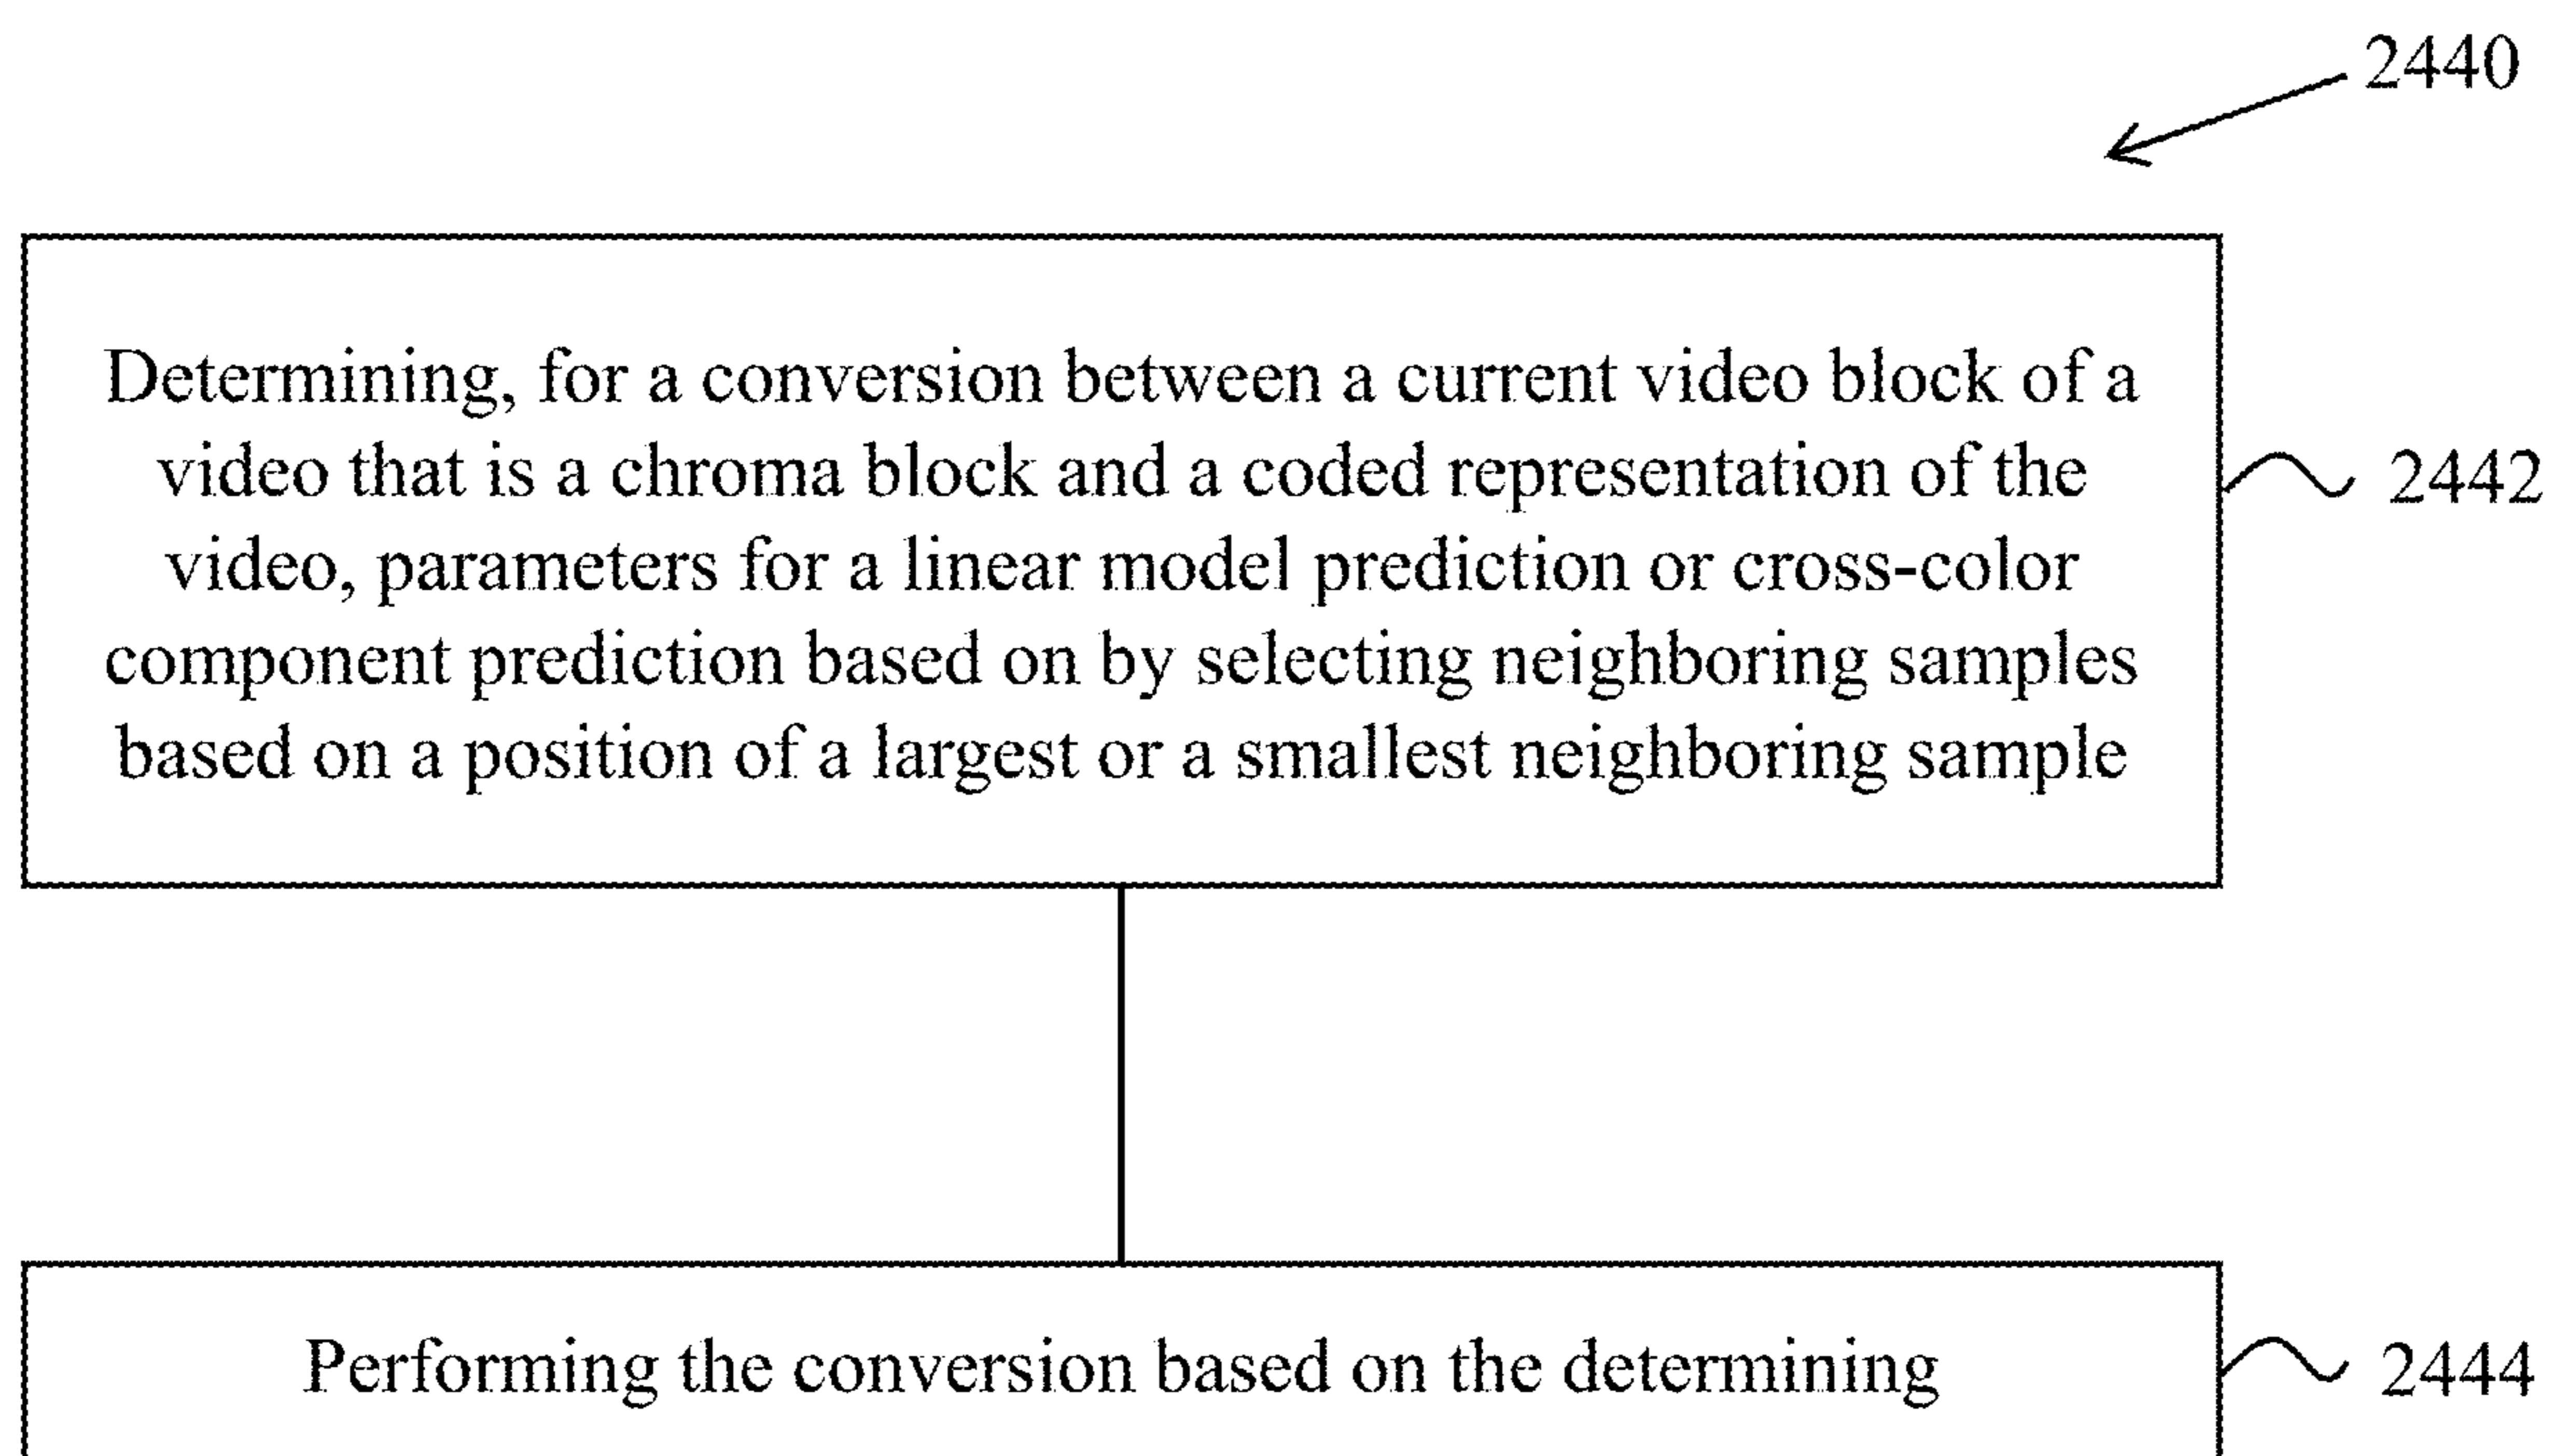 2440
Determining, for a conversion between a current video block of a
video that is a chroma block and a coded representation of the
video, parameters for a linear model prediction or cross-color
component prediction based on by selecting neighboring samples
based on a position of a largest or a smallest neighboring sample
2442
Performing the conversion based on the determining
2444